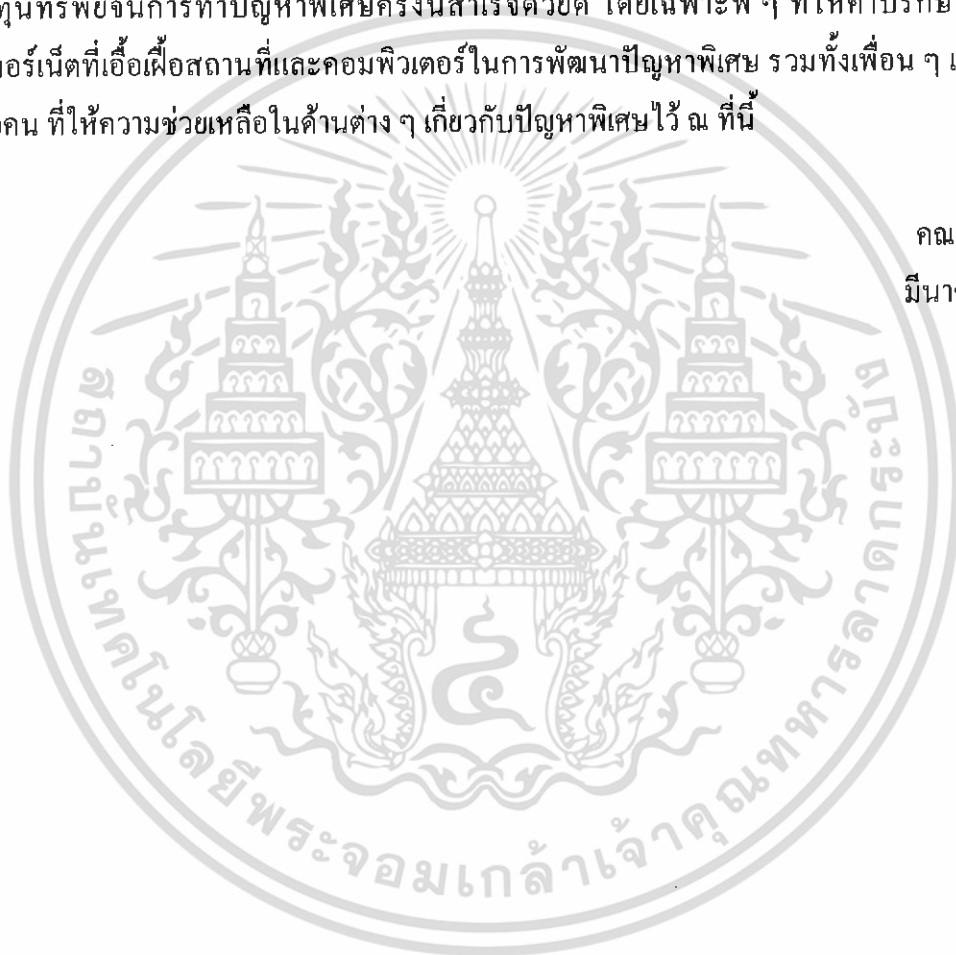 ทุนทรัพย์จนการทำปัญหาพิเศษครั้งนี้สำเร็จด้วยดี โดยเฉพาะพี่ ๆ ที่ให้คำปรึกษ
อร์เน็ตที่เอื้อเฟื้อสถานที่และคอมพิวเตอร์ในการพัฒนาปัญหาพิเศษ รวมทั้งเพื่อน ๆ
คน ที่ให้ความช่วยเหลือในด้านต่าง ๆ เกี่ยวกับปัญหาพิเศษไว้ ณ ที่นี้
คณ
มีนา
สถาบันเทคโนโลยีพระจอมเกล้าเจ้าคุณทหารลาดกระบัง